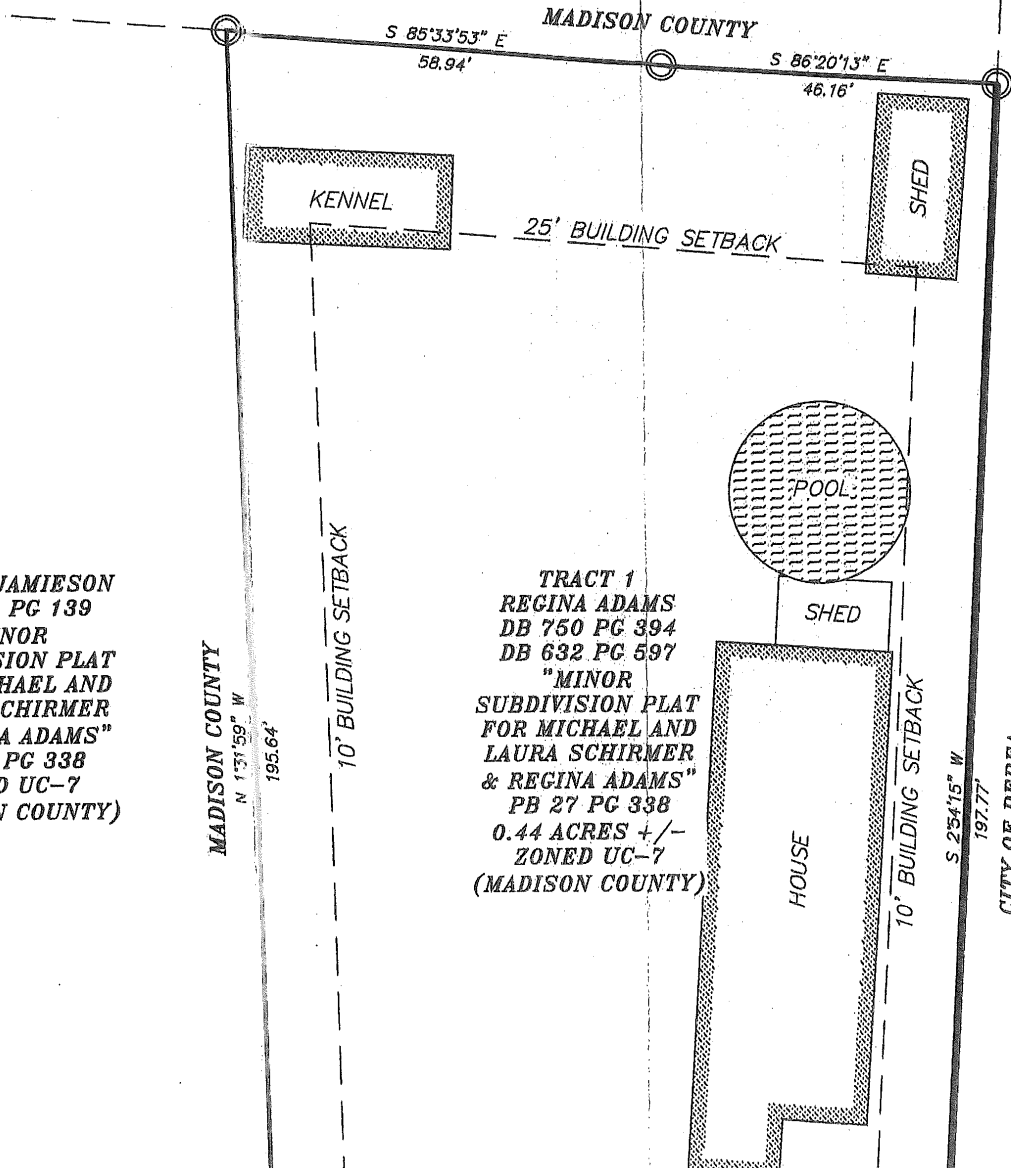 MADISON COUNTY
S 85°33'53" E
58.94'
S 86°20'13" E
46.16'
KENNEL
SHED
25' BUILDING SETBACK
POOL
SHED
10' BUILDING SETBACK
JAMIESON
PG 139
NOR
SION PLAT
HAEL AND
CHIRMER
A ADAMS"
PG 338
D UC-7
N COUNTY)
MADISON COUNTY
N 1°31'59" W
195.64'
TRACT 1
REGINA ADAMS
DB 750 PG 394
DB 632 PG 597
"MINOR
SUBDIVISION PLAT
FOR MICHAEL AND
LAURA SCHIRMER
& REGINA ADAMS"
PB 27 PG 338
0.44 ACRES +/-
ZONED UC-7
(MADISON COUNTY)
HOUSE
10' BUILDING SETBACK
S 2°54'15" W
197.77'
CITY OF BEREA